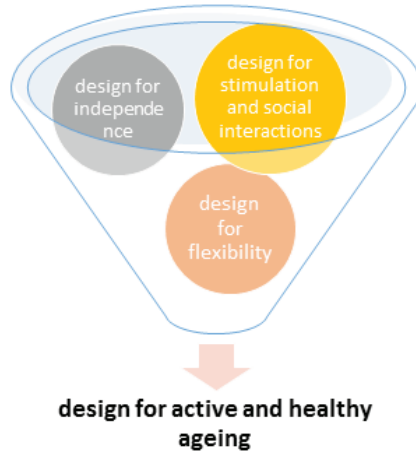 design for
independe
nce
design for
stimulation
and social
interactions
design
for
flexibility
design for active and healthy
ageing